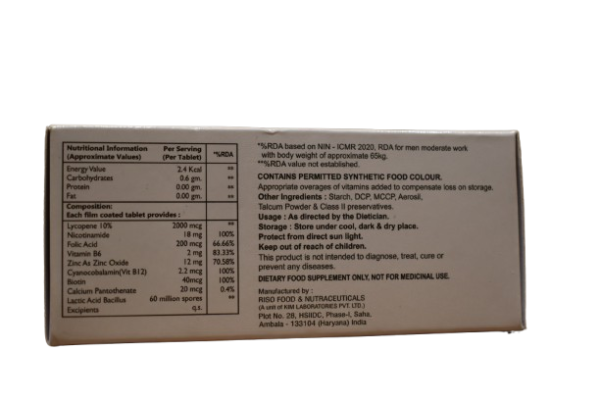 Nutritional Information (Approximate Values) Per Serving (Per Tablet) *%RDA
Energy Value 2.4 Kcal **
Carbohydrates 0.6 gm. **
Protein 0.00 gm. **
Fat 0.00 gm. **
Composition:
Each film coated tablet provides :
Lycopene 10% 2000 mcg **
Nicotinamide 18 mg 100%
Folic Acid 200 mcg 66.66%
Vitamin B6 2 mg 83.33%
Zinc As Zinc Oxide 12 mg 70.58%
Cyanocobalamin(Vit B12) 2.2 mcg 100%
Biotin 40mcg 100%
Calcium Pantothenate 20 mcg 0.4%
Lactic Acid Bacillus 60 million spores **
Excipients q.s.
*%RDA based on NIN - ICMR 2020, RDA for men moderate work
with body weight of approximate 65kg.
**%RDA value not established.
CONTAINS PERMITTED SYNTHETIC FOOD COLOUR.
Appropriate overages of vitamins added to compensate loss on storage.
Other Ingredients : Starch, DCP, MCCP, Aerosil,
Talcum Powder & Class II preservatives.
Usage : As directed by the Dietician.
Storage : Store under cool, dark & dry place.
Protect from direct sun light.
Keep out of reach of children.
This product is not intended to diagnose, treat, cure or
prevent any diseases.
DIETARY FOOD SUPPLEMENT ONLY, NOT FOR MEDICINAL USE.
Manufactured by :
RISO FOOD & NUTRACEUTICALS
(A unit of KIM LABORATORIES PVT. LTD.)
Plot No. 28, HSIIDC, Phase-I, Saha,
Ambala - 133104 (Haryana) India